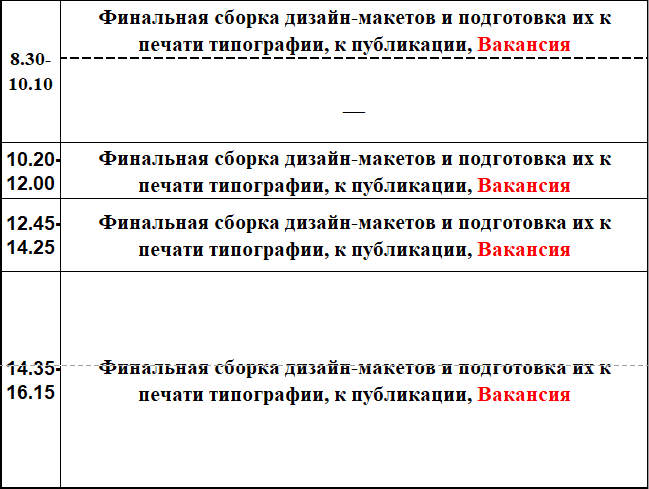 8.30-
10.10
Финальная сборка дизайн-макетов и подготовка их к
печати типографии, к публикации, Вакансия
—
10.20-
12.00
Финальная сборка дизайн-макетов и подготовка их к
печати типографии, к публикации, Вакансия
12.45-
14.25
Финальная сборка дизайн-макетов и подготовка их к
печати типографии, к публикации, Вакансия
14.35-
16.15
Финальная сборка дизайн-макетов и подготовка их к
печати типографии, к публикации, Вакансия